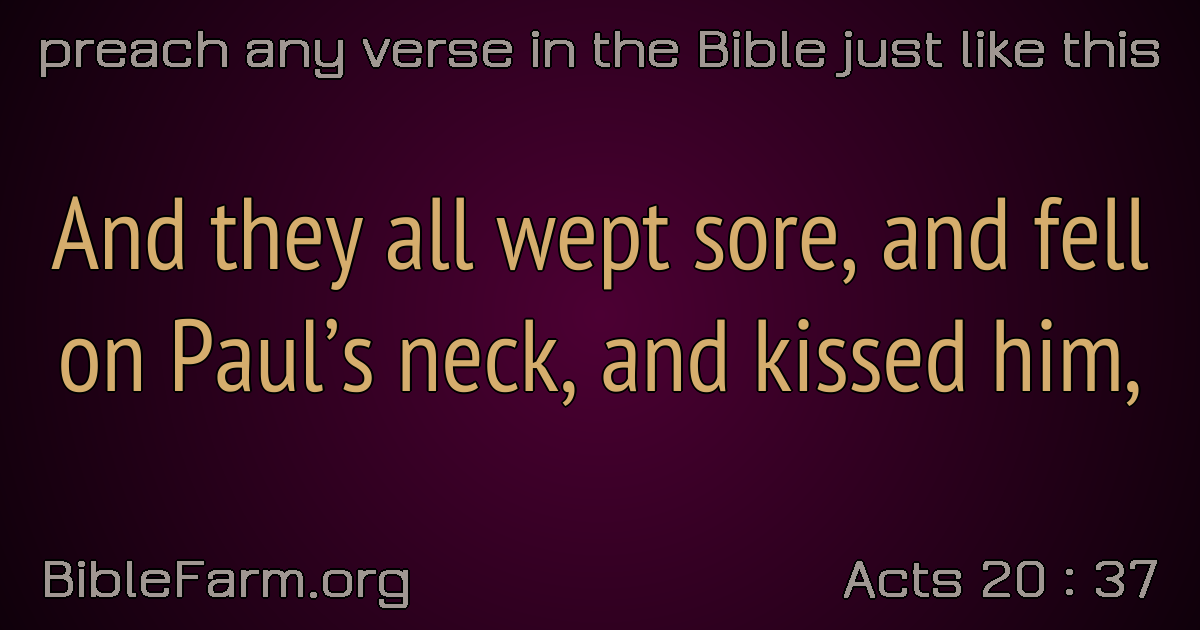 preach any verse in the Bible just like this
And they all wept sore, and fell
on Paul’s neck, and kissed him,
BibleFarm.org
Acts 20 : 37